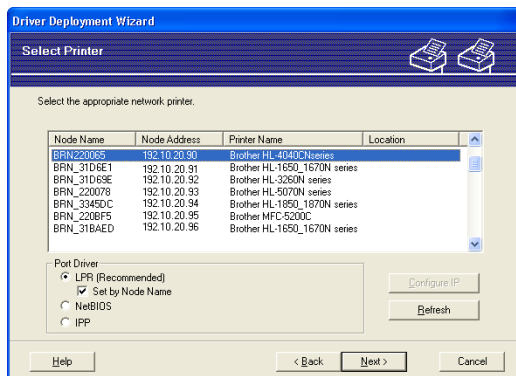 Driver Deployment Wizard
Select Printer
Select the appropriate network printer.
Node Name Node Address Printer Name Location
BRN220065 192.10.20.90 Brother HL-4040CNseries
BRN_31D6E1 192.10.20.91 Brother HL-1650_1670N series
BRN_31D69E 192.10.20.92 Brother HL-3260N series
BRN_220078 192.10.20.93 Brother HL-5070N series
BRN_3345DC 192.10.20.94 Brother HL-1850_1870N series
BRN_220BF5 192.10.20.95 Brother MFC-5200C
BRN_31BAED 192.10.20.96 Brother HL-1650_1670N series
Port Driver
LPR (Recommended)
Set by Node Name
NetBIOS
IPP
Configure IP
Refresh
Help
< Back
Next >
Cancel